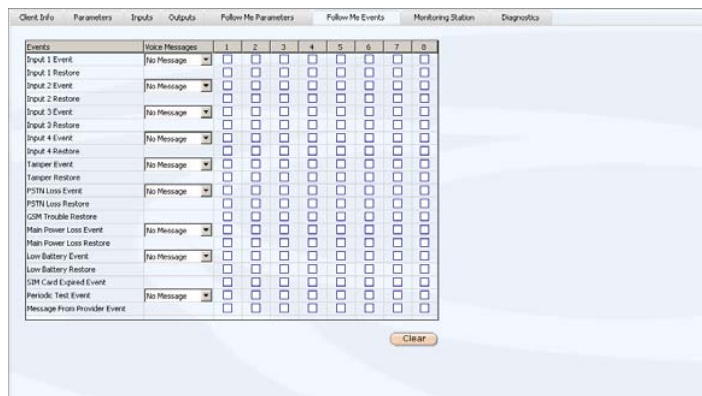 Client Info Parameters Inputs Outputs Follow Me Parameters Follow Me Events Monitoring Station Diagnostics
Events Voice Messages 1 2 3 4 5 6 7 8
Input 1 Event No Message
Input 1 Restore
Input 2 Event No Message
Input 2 Restore
Input 3 Event No Message
Input 3 Restore
Input 4 Event No Message
Input 4 Restore
Tamper Event No Message
Tamper Restore
PSTN Loss Event No Message
PSTN Loss Restore
GSM Trouble Restore
Main Power Loss Event No Message
Main Power Loss Restore
Low Battery Event No Message
Low Battery Restore
SIM Card Expired Event
Periodic Test Event No Message
Message From Provider Event
Clear